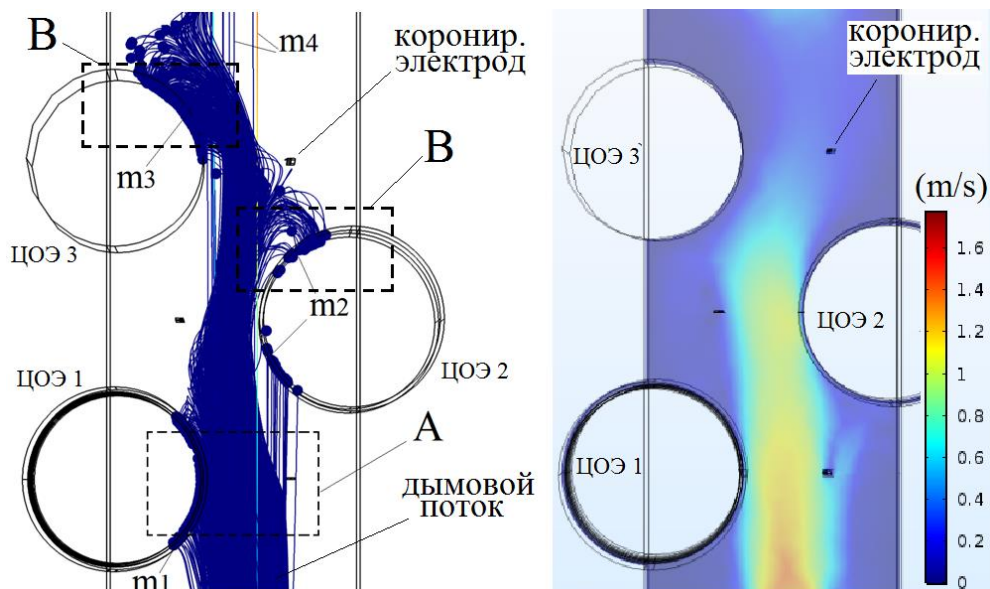 B
m4
коронир.
электрод
B
m3
ЦОЭ 3
m2
ЦОЭ 1
ЦОЭ 2
A
дымовой
поток
m1
коронир.
электрод
ЦОЭ 3
(m/s)
1.6
1.4
1.2
1
0.8
0.6
0.4
0.2
0
ЦОЭ 2
ЦОЭ 1